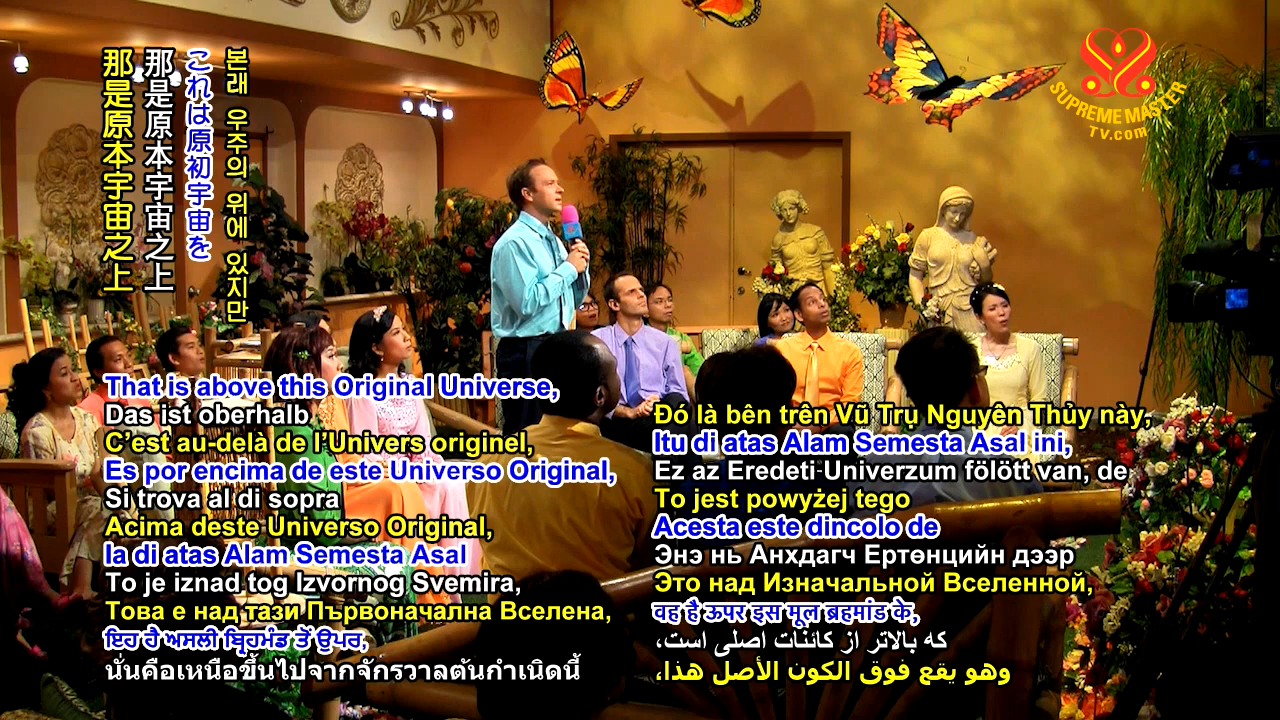 SUPREME MASTER
TV.com
那是原本宇宙之上
那是原本宇宙之上
これは原初宇宙を
본래 우주의 위에 있지만
That is above this Original Universe,
Das ist oberhalb
C'est au-delà de l'Univers originel,
Es por encima de este Universo Original,
Si trova al di sopra
Acima deste Universo Original,
Ia di atas Alam Semesta Asal
To je iznad tog Izvornog Svemira,
Това е над тази Първоначална Вселена,
ਇਹ ਹੈ ਅਸਲੀ ਬ੍ਰਹਮੰਡ ਤੋਂ ਉਪਰ,
นั่นคือเหนือขึ้นไปจากจักรวาลต้นกำเนิดนี้
Đó là bên trên Vũ Trụ Nguyên Thủy này,
Itu di atas Alam Semesta Asal ini,
Ez az Eredeti Univerzum fölött van, de
To jest powyżej tego
Acesta este dincolo de
Энэ нь Анхдагч Ертөнцийн дээр
Это над Изначальной Вселенной,
वह है ऊपर इस मूल ब्रहमांड के,
که بالاتر از کائنات اصلی است،
وهو يقع فوق الكون الأصل هذا،